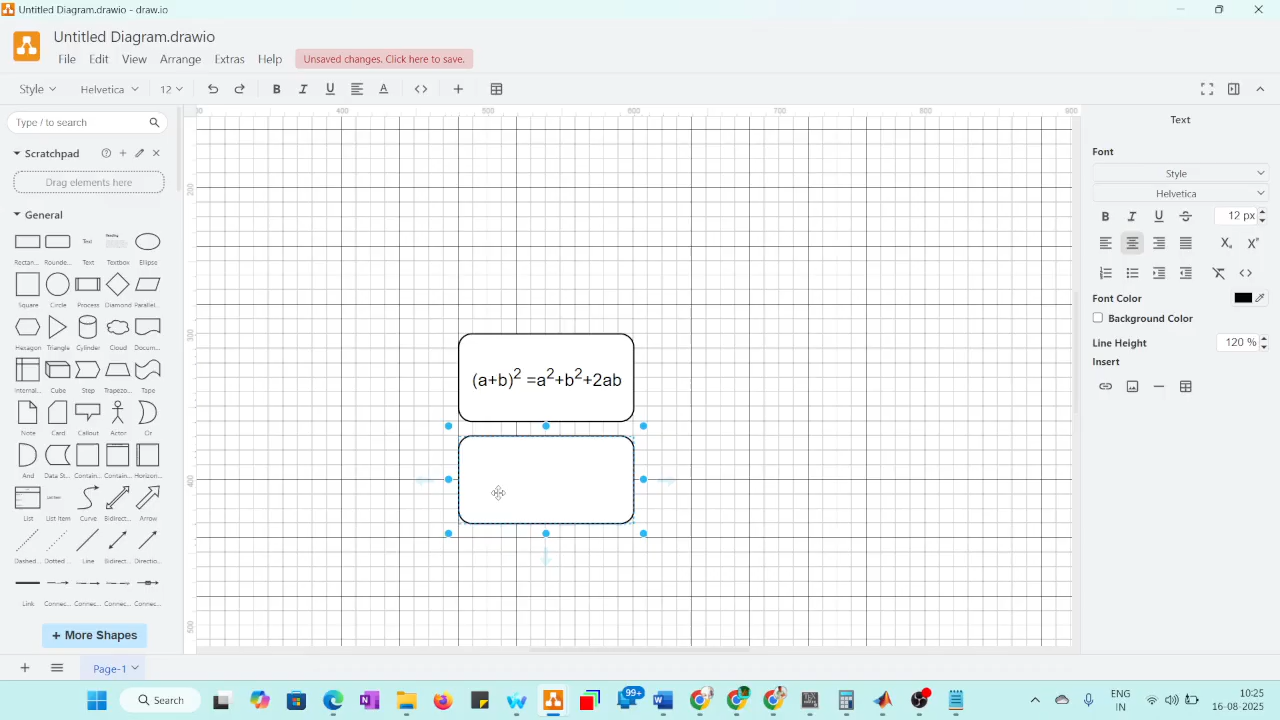 Untitled Diagram.drawio - draw.io
Untitled Diagram.drawio
File Edit View Arrange Extras Help Unsaved changes. Click here to save.
Style Helvetica 12
Type / to search
Scratchpad
Drag elements here
General
Rectan... Rounde... Text Textbox Ellipse
Square Circle Process Diamond Parallel...
Hexagon Triangle Cylinder Cloud Docum...
Internal... Cube Step Trapezo... Tape
Note Card Callout Actor Or
And Data St... Contain... Contain... Horizon...
List List Item Curve Bidirect... Arrow
Dashed... Dotted ... Line Bidirect... Directio...
Link Connec... Connec... Connec... Connec...
+ More Shapes
Page-1
400 500 600 700 800 900
200
300
400
500
(a+b)² =a²+b²+2ab
Text
Font
Style
Helvetica
12 px
Font Color
Background Color
Line Height 120 %
Insert
Search
99+
ENG
IN
10:25
16-08-2025